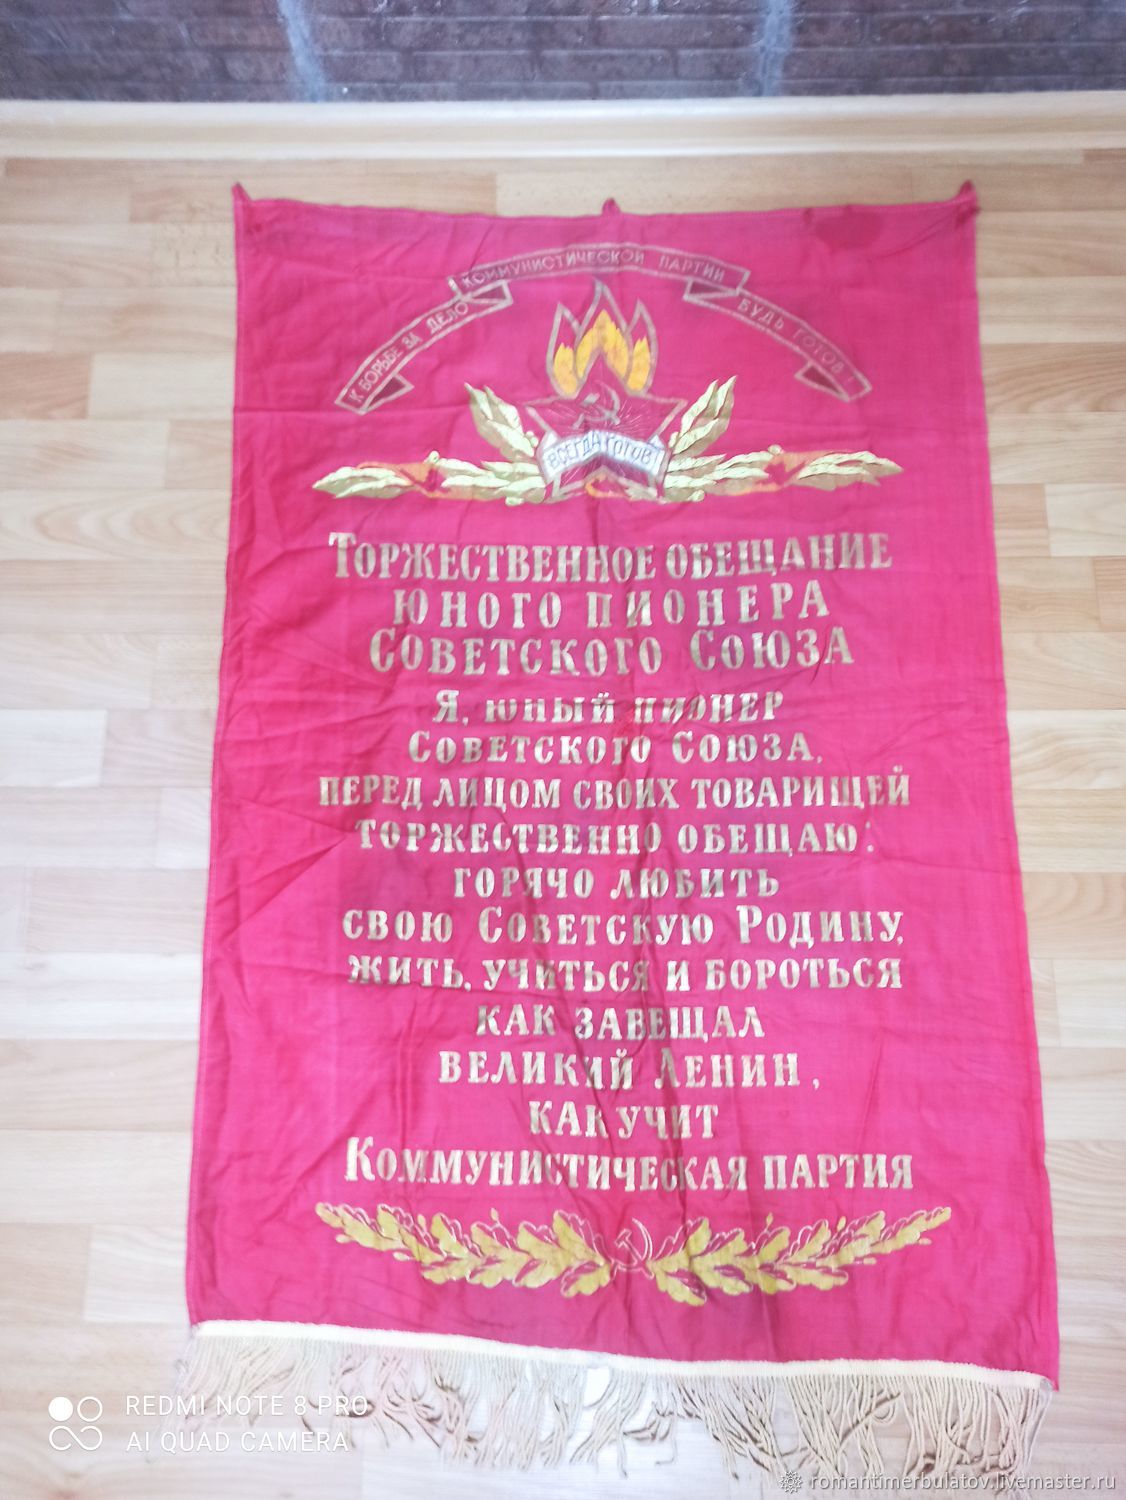 К БОРЬБЕ ЗА ДЕЛО КОММУНИСТИЧЕСКОЙ ПАРТИИ БУДЬ ГОТОВ!
ВСЕГДА ГОТОВ!
ТОРЖЕСТВЕННОЕ ОБЕЩАНИЕ
ЮНОГО ПИОНЕРА
СОВЕТСКОГО СОЮЗА
Я, ЮНЫЙ ПИОНЕР
СОВЕТСКОГО СОЮЗА,
ПЕРЕД ЛИЦОМ СВОИХ ТОВАРИЩЕЙ
ТОРЖЕСТВЕННО ОБЕЩАЮ:
ГОРЯЧО ЛЮБИТЬ
СВОЮ СОВЕТСКУЮ РОДИНУ,
ЖИТЬ, УЧИТЬСЯ И БОРОТЬСЯ
КАК ЗАВЕЩАЛ
ВЕЛИКИЙ ЛЕНИН,
КАК УЧИТ
КОММУНИСТИЧЕСКАЯ ПАРТИЯ
REDMI NOTE 8 PRO
AI QUAD CAMERA
romantimerbulatov.livemaster.ru